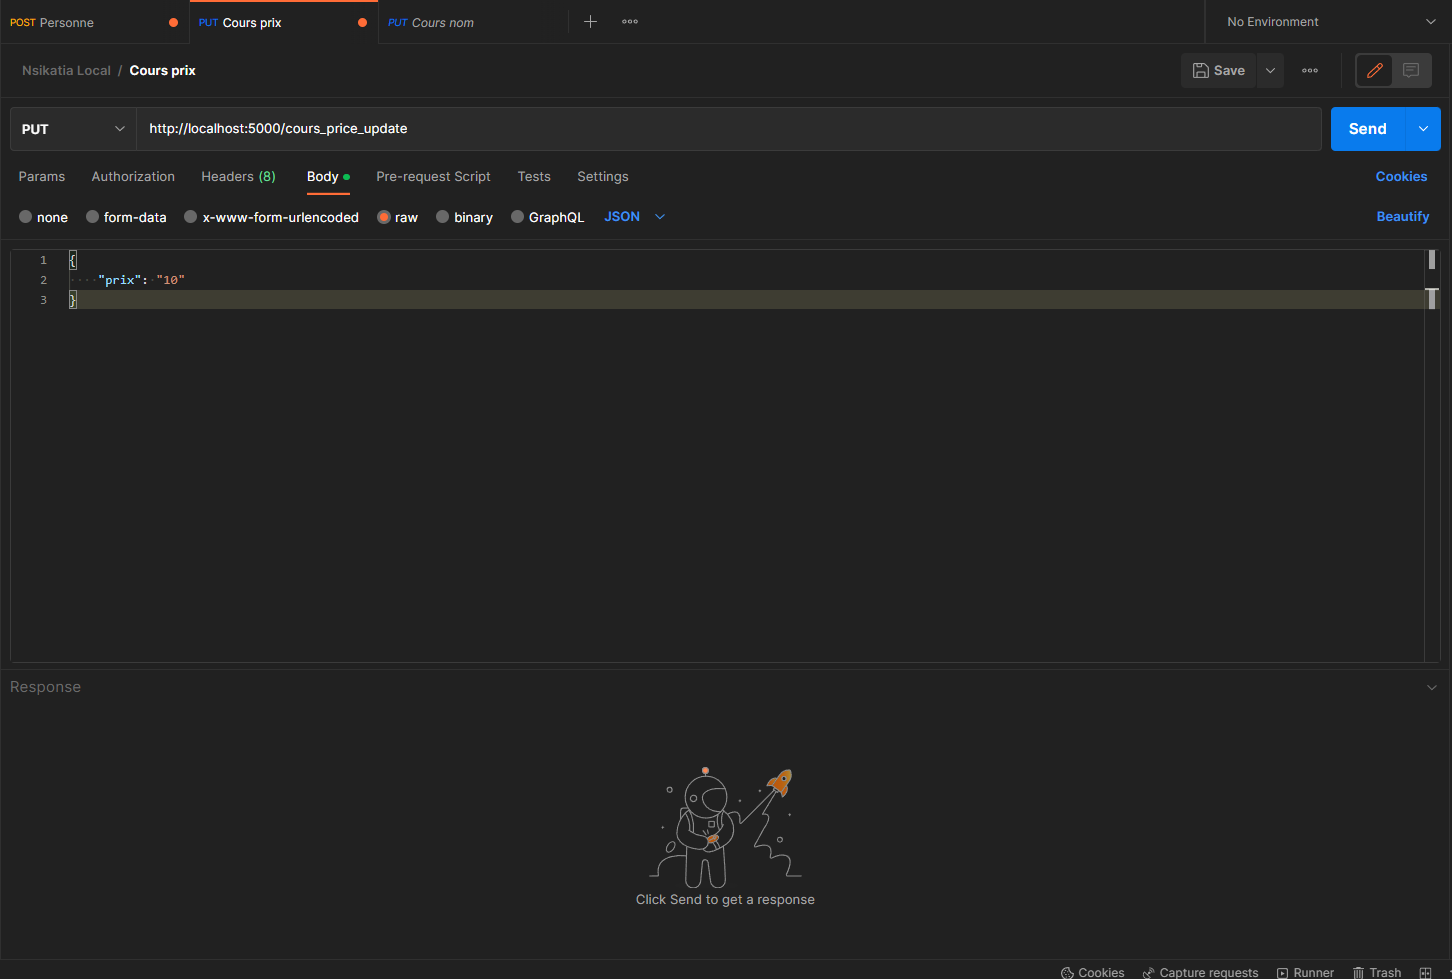 POST Personne PUT Cours prix PUT Cours nom No Environment
Nsikatia Local / Cours prix Save
PUT http://localhost:5000/cours_price_update Send
Params Authorization Headers (8) Body Pre-request Script Tests Settings Cookies
none form-data x-www-form-urlencoded raw binary GraphQL JSON Beautify
1 {
2 "prix": "10"
3 }
Response
Click Send to get a response
Cookies Capture requests Runner Trash